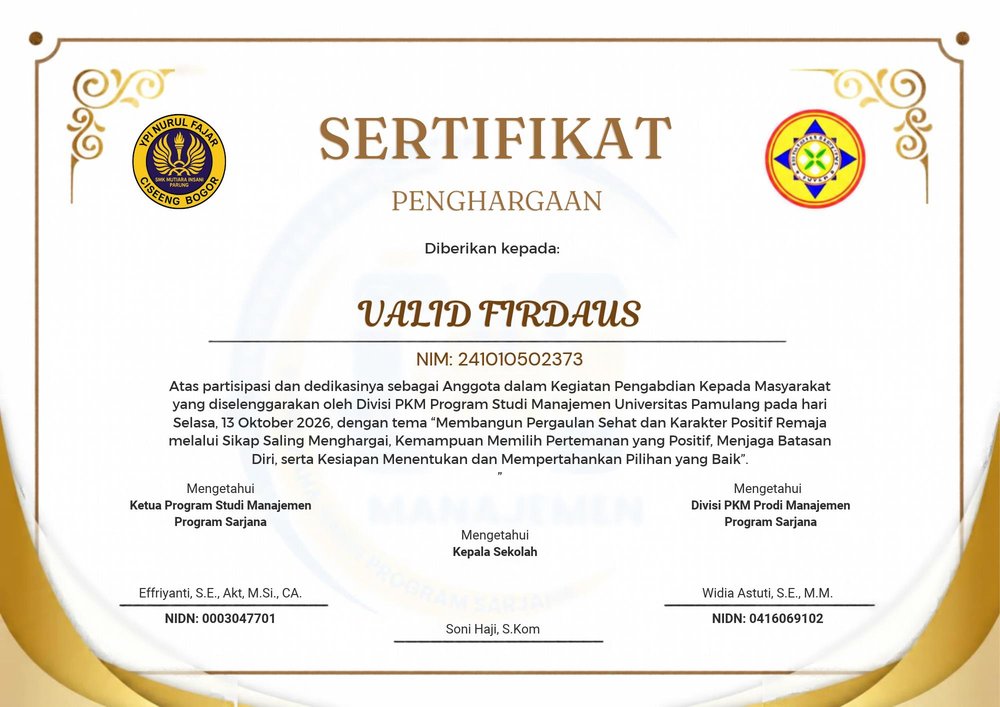 YPI NURUL FAJAR
SMK MUTIARA INSANI
PARUNG
CISEENG BOGOR
SERTIFIKAT
PENGHARGAAN
Diberikan kepada:
VALID FIRDAUS
NIM: 241010502373
Atas partisipasi dan dedikasinya sebagai Anggota dalam Kegiatan Pengabdian Kepada Masyarakat
yang diselenggarakan oleh Divisi PKM Program Studi Manajemen Universitas Pamulang pada hari
Selasa, 13 Oktober 2026, dengan tema “Membangun Pergaulan Sehat dan Karakter Positif Remaja
melalui Sikap Saling Menghargai, Kemampuan Memilih Pertemanan yang Positif, Menjaga Batasan
Diri, serta Kesiapan Menentukan dan Mempertahankan Pilihan yang Baik”.
”
Mengetahui
Ketua Program Studi Manajemen
Program Sarjana
Effriyanti, S.E., Akt, M.Si., CA.
NIDN: 0003047701
Mengetahui
Kepala Sekolah
Soni Haji, S.Kom
Mengetahui
Divisi PKM Prodi Manajemen
Program Sarjana
Widia Astuti, S.E., M.M.
NIDN: 0416069102
MANAJEMEN
PROGRAM SARJANA